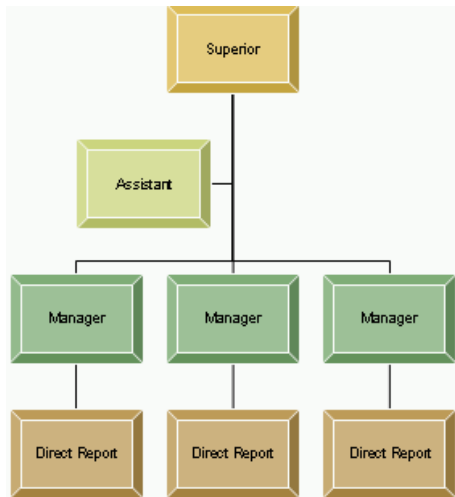 Superior
Assistant
Manager
Manager
Manager
Direct Report
Direct Report
Direct Report